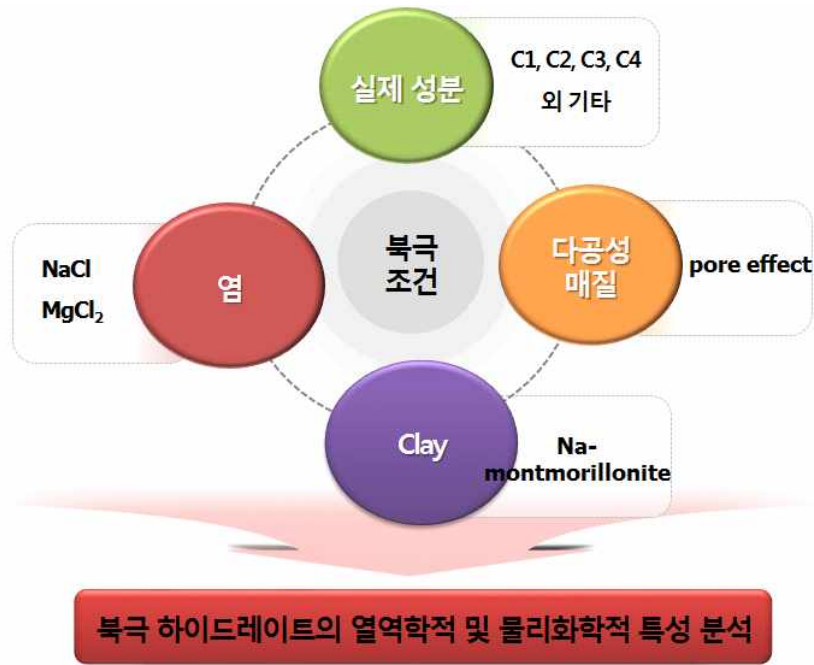 실제 성분
C1, C2, C3, C4
외 기타
북극
조건
다공성
매질
pore effect
염
NaCl
MgCl₂
Clay
Na-
montmorillonite
북극 하이드레이트의 열역학적 및 물리화학적 특성 분석